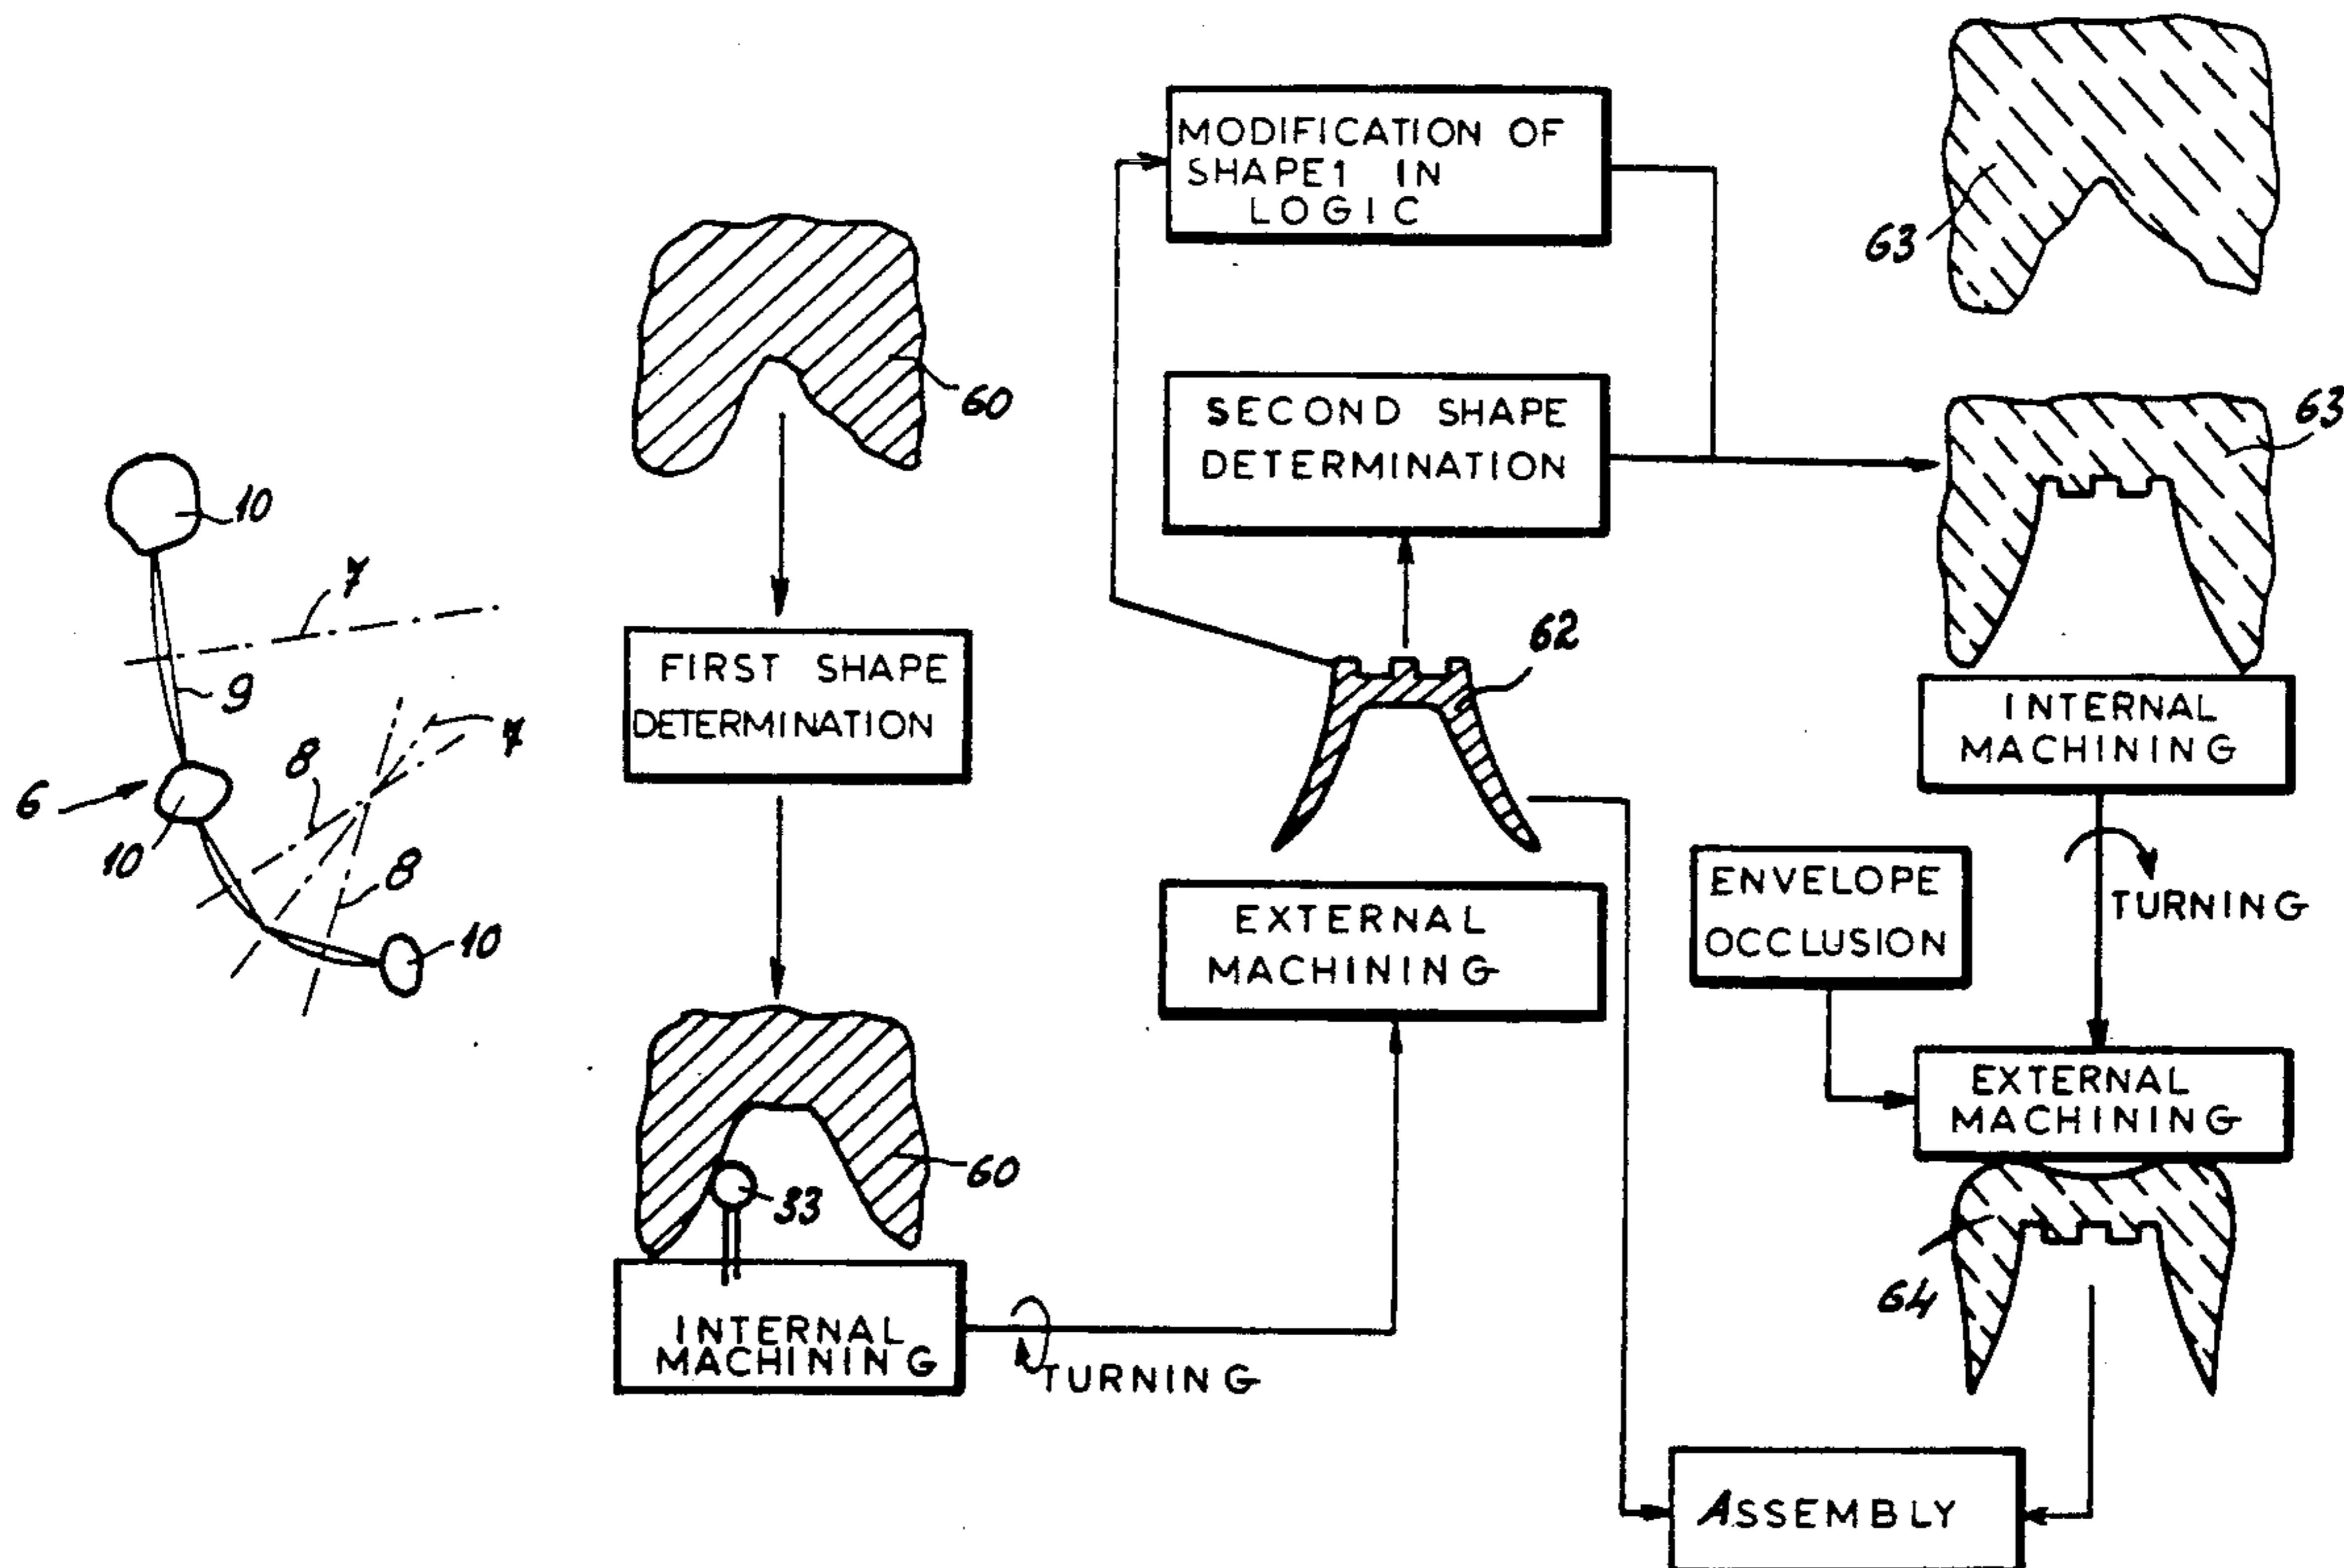 MODIFICATION OF
SHAPE1 IN
LOGIC
63
60
SECOND SHAPE
DETERMINATION
63
10
7
9
FIRST SHAPE
DETERMINATION
62
INTERNAL
MACHINING
7
8
6
10
8
10
EXTERNAL
MACHINING
ENVELOPE
OCCLUSION
TURNING
EXTERNAL
MACHINING
60
33
64
INTERNAL
MACHINING
TURNING
ASSEMBLY